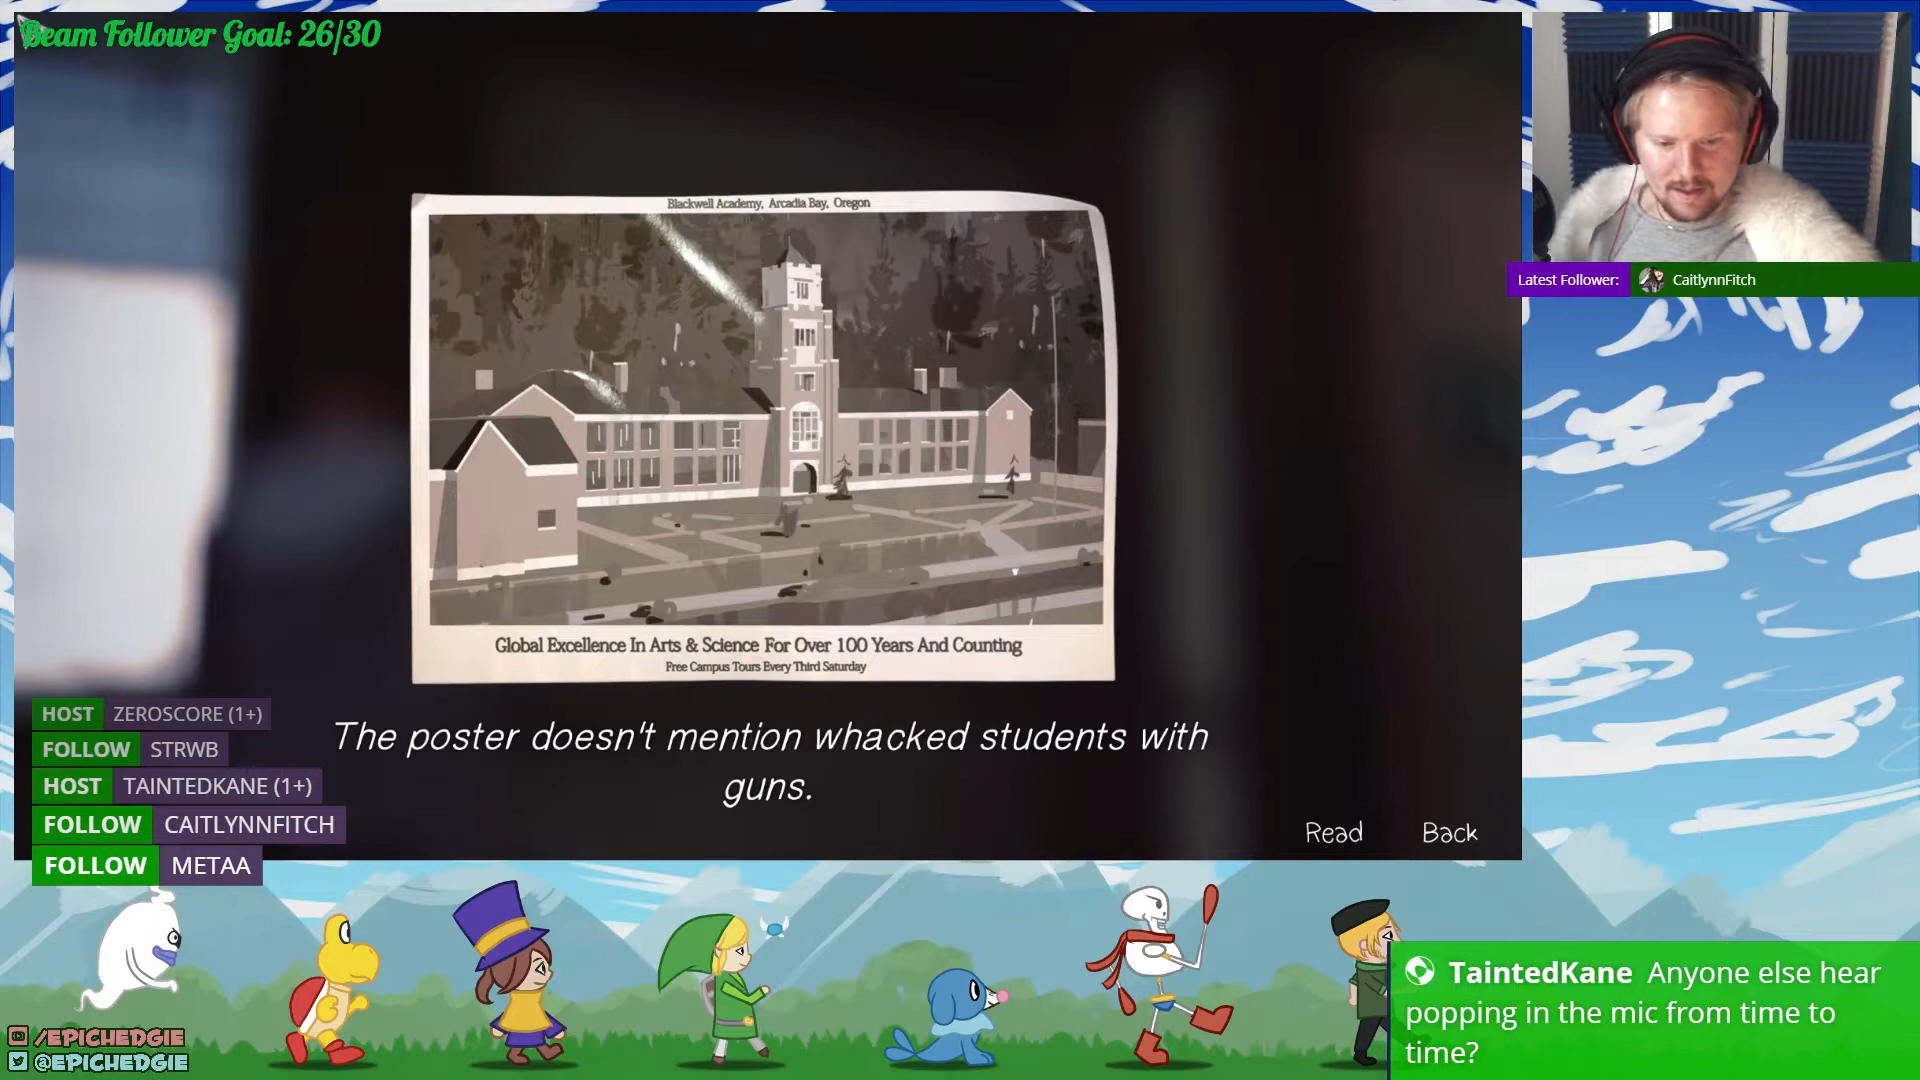 Beam Follower Goal: 26/30
Blackwell Academy, Arcadia Bay, Oregon
Latest Follower: CaitlynnFitch
Global Excellence In Arts & Science For Over 100 Years And Counting
Free Campus Tours Every Third Saturday
HOST ZEROSCORE (1+)
FOLLOW STRWB
HOST TAINTEDKANE (1+)
FOLLOW CAITLYNNFITCH
FOLLOW METAA
The poster doesn't mention whacked students with
guns.
Read Back
TaintedKane Anyone else hear
popping in the mic from time to
time?
/EPICHEDGIE
@EPICHEDGIE